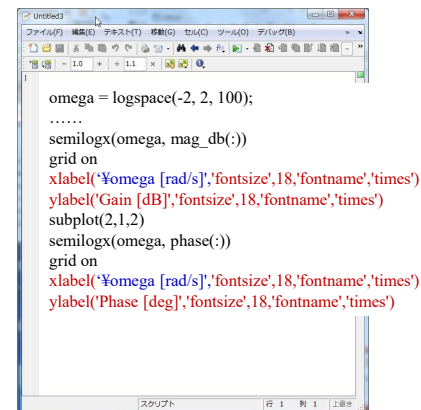 Untitled3
ファイル(F) 編集(E) テキスト(T) 移動(G) セル(C) ツール(O) デバッグ(B) »
- 1.0 + ÷ 1.1 ×
1
omega = logspace(-2, 2, 100);
……
semilogx(omega, mag_db(:))
grid on
xlabel(‘¥omega [rad/s]','fontsize',18,'fontname','times')
ylabel('Gain [dB]','fontsize',18,'fontname','times')
subplot(2,1,2)
semilogx(omega, phase(:))
grid on
xlabel(‘¥omega [rad/s]','fontsize',18,'fontname','times')
ylabel('Phase [deg]','fontsize',18,'fontname','times')
スクリプト 行 1 列 1 上書き